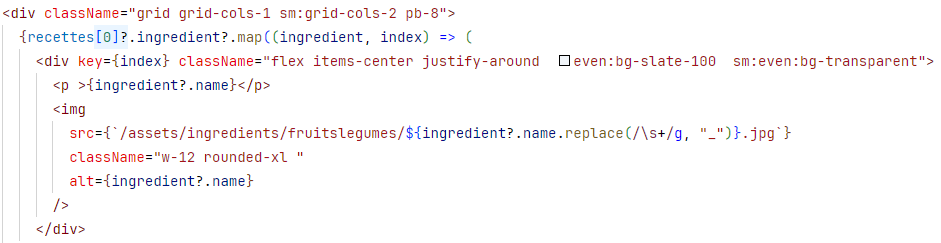 <div className="grid grid-cols-1 sm:grid-cols-2 pb-8">
  {recettes[0]?.ingredient?.map((ingredient, index) => (
    <div key={index} className="flex items-center justify-around  even:bg-slate-100  sm:even:bg-transparent">
      <p >{ingredient?.name}</p>
      <img
        src={`/assets/ingredients/fruitslegumes/${ingredient?.name.replace(/\s+/g, "_")}.jpg`}
        className="w-12 rounded-xl "
        alt={ingredient?.name}
      />
    </div>